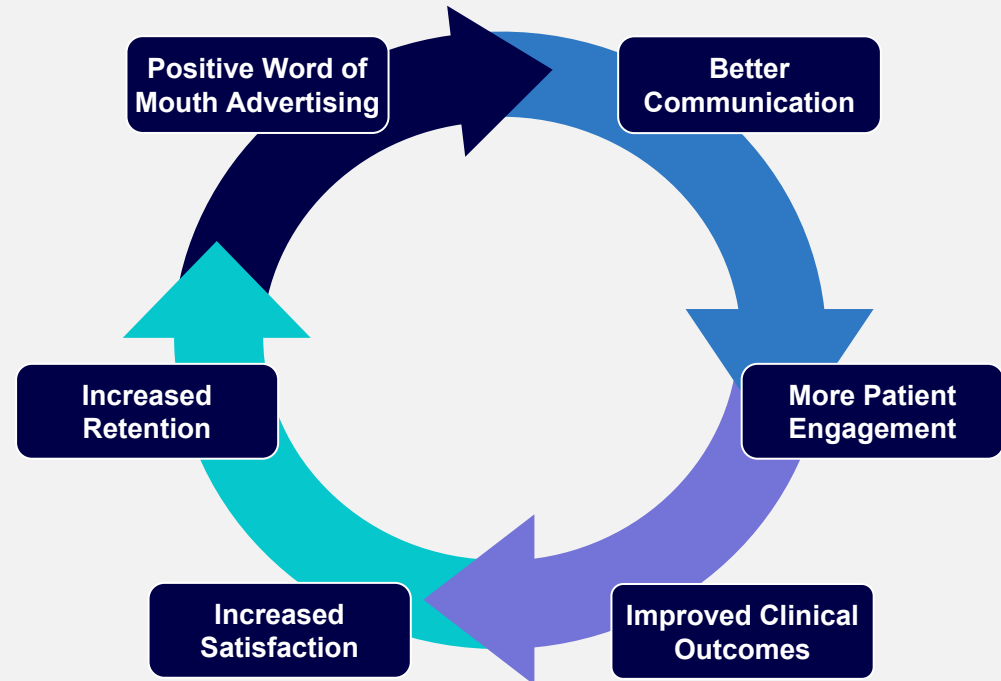 Positive Word of
Mouth Advertising
Better
Communication
More Patient
Engagement
Improved Clinical
Outcomes
Increased
Satisfaction
Increased
Retention